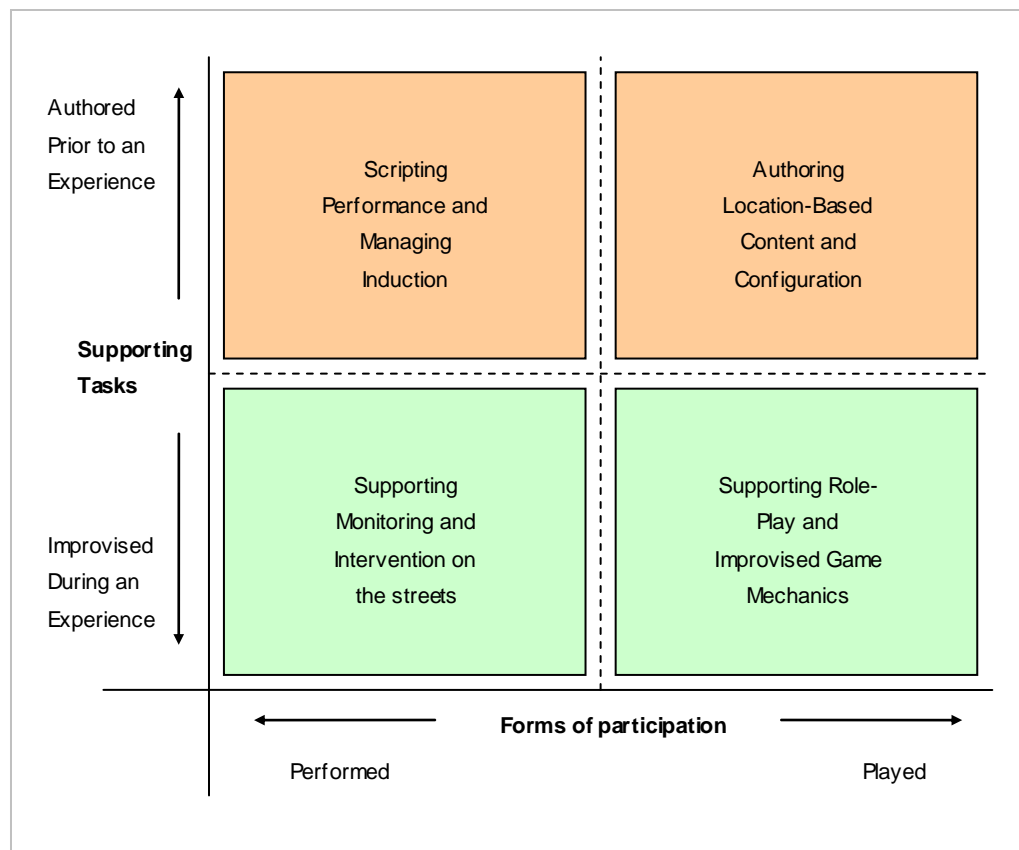 Authored
Prior to an
Experience
Scripting
Performance and
Managing
Induction
Authoring
Location-Based
Content and
Configuration
Supporting
Tasks
Improvised
During an
Experience
Supporting
Monitoring and
Intervention on
the streets
Supporting Role-
Play and
Improvised Game
Mechanics
Forms of participation
Performed
Played